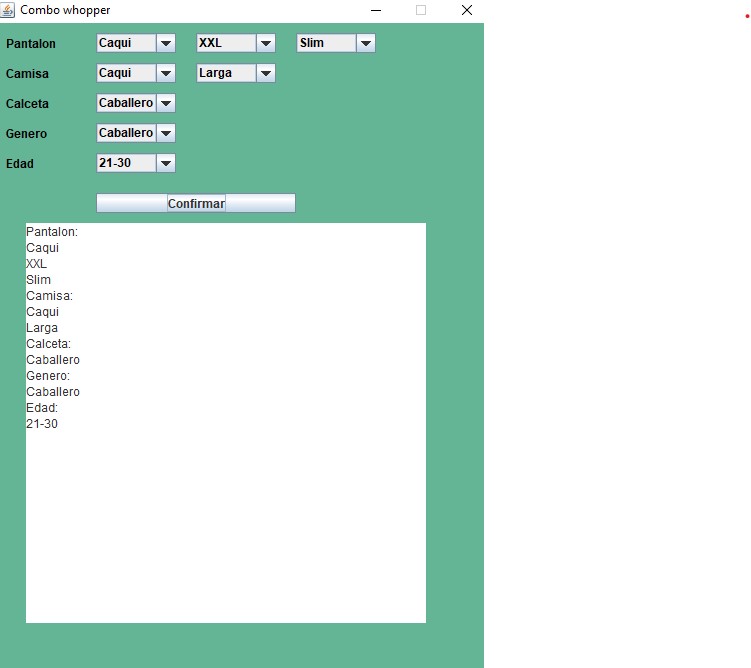 Combo whopper
Pantalon Caqui XXL Slim
Camisa Caqui Larga
Calceta Caballero
Genero Caballero
Edad 21-30
Confirmar
Pantalon:
Caqui
XXL
Slim
Camisa:
Caqui
Larga
Calceta:
Caballero
Genero:
Caballero
Edad:
21-30